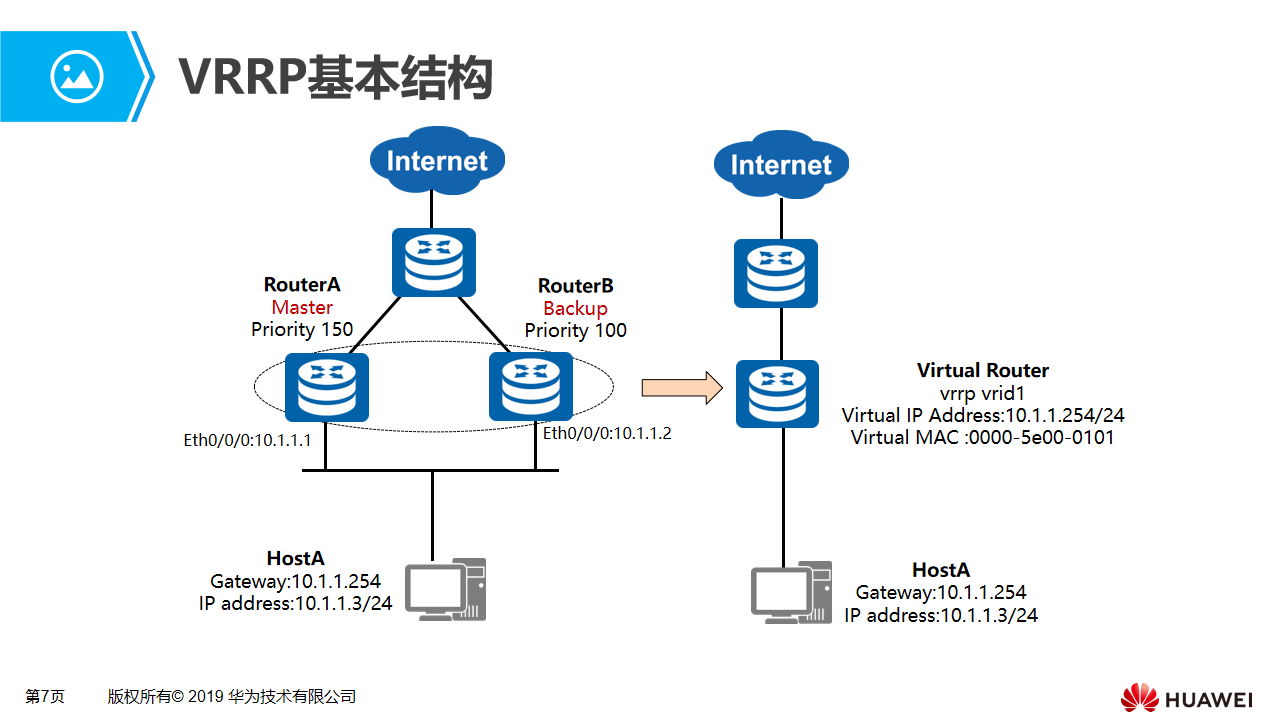 VRRP基本结构
Internet
Internet
RouterA
Master
Priority 150
RouterB
Backup
Priority 100
Eth0/0/0:10.1.1.1
Eth0/0/0:10.1.1.2
Virtual Router
vrrp vrid1
Virtual IP Address:10.1.1.254/24
Virtual MAC :0000-5e00-0101
HostA
Gateway:10.1.1.254
IP address:10.1.1.3/24
HostA
Gateway:10.1.1.254
IP address:10.1.1.3/24
第7页
版权所有© 2019 华为技术有限公司
HUAWEI